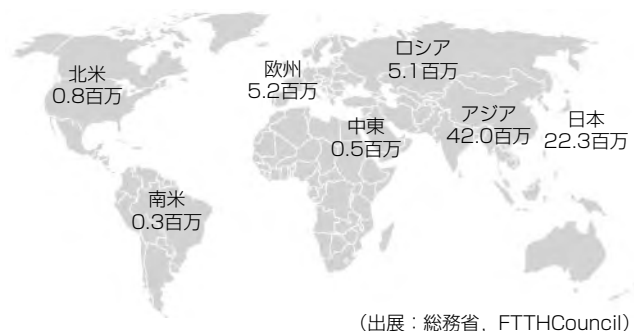 北米
0.8百万
欧州
5.2百万
ロシア
5.1百万
中東
0.5百万
アジア
42.0百万
日本
22.3百万
南米
0.3百万
（出展：総務省，FTTHCouncil）